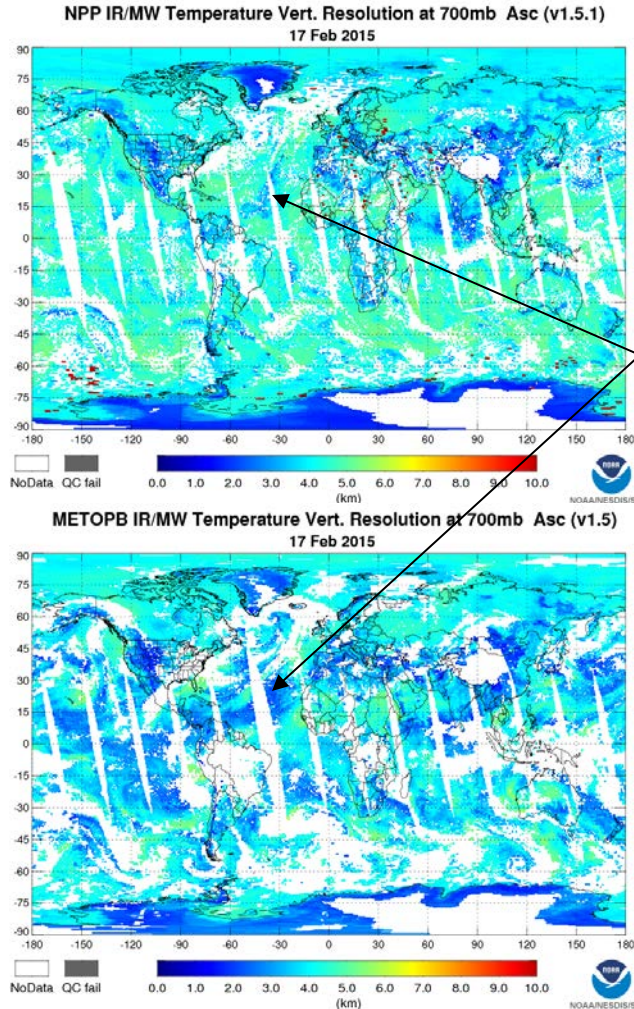 NPP IR/MW Temperature Vert. Resolution at 700mb Asc (v1.5.1)
17 Feb 2015
90
75
60
45
30
15
0
-15
-30
-45
-60
-75
-90
-180 -150 -120 -90 -60 -30 0 30 60 90 120 150 180
NoData QC fail
0.0 1.0 2.0 3.0 4.0 5.0 6.0 7.0 8.0 9.0 10.0
(km)
NOAA
NOAA/NESDIS/S
METOPB IR/MW Temperature Vert. Resolution at 700mb Asc (v1.5)
17 Feb 2015
90
75
60
45
30
15
0
-15
-30
-45
-60
-75
-90
-180 -150 -120 -90 -60 -30 0 30 60 90 120 150 180
NoData QC fail
0.0 1.0 2.0 3.0 4.0 5.0 6.0 7.0 8.0 9.0 10.0
(km)
NOAA
NOAA/NESDIS/S